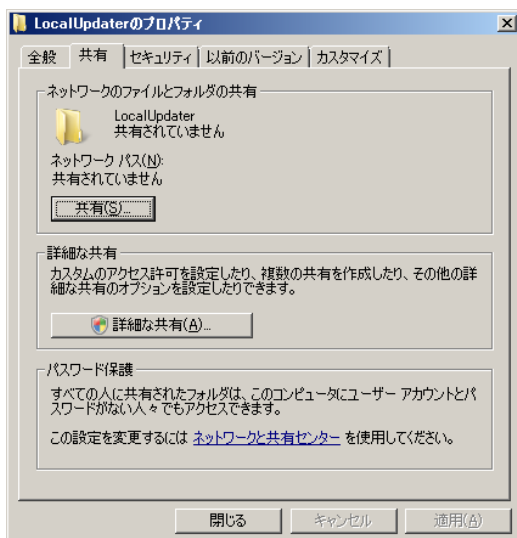 LocalUpdaterのプロパティ
全般 共有 セキュリティ 以前のバージョン カスタマイズ
ネットワークのファイルとフォルダの共有
LocalUpdater
共有されていません
ネットワーク パス(N):
共有されていません
共有(S)...
詳細な共有
カスタムのアクセス許可を設定したり、複数の共有を作成したり、その他の詳
細な共有のオプションを設定したりできます。
詳細な共有(A)...
パスワード保護
すべての人に共有されたフォルダは、このコンピュータにユーザー アカウントとパ
スワードがない人々でもアクセスできます。
この設定を変更するには ネットワークと共有センター を使用してください。
閉じる キャンセル 適用(A)